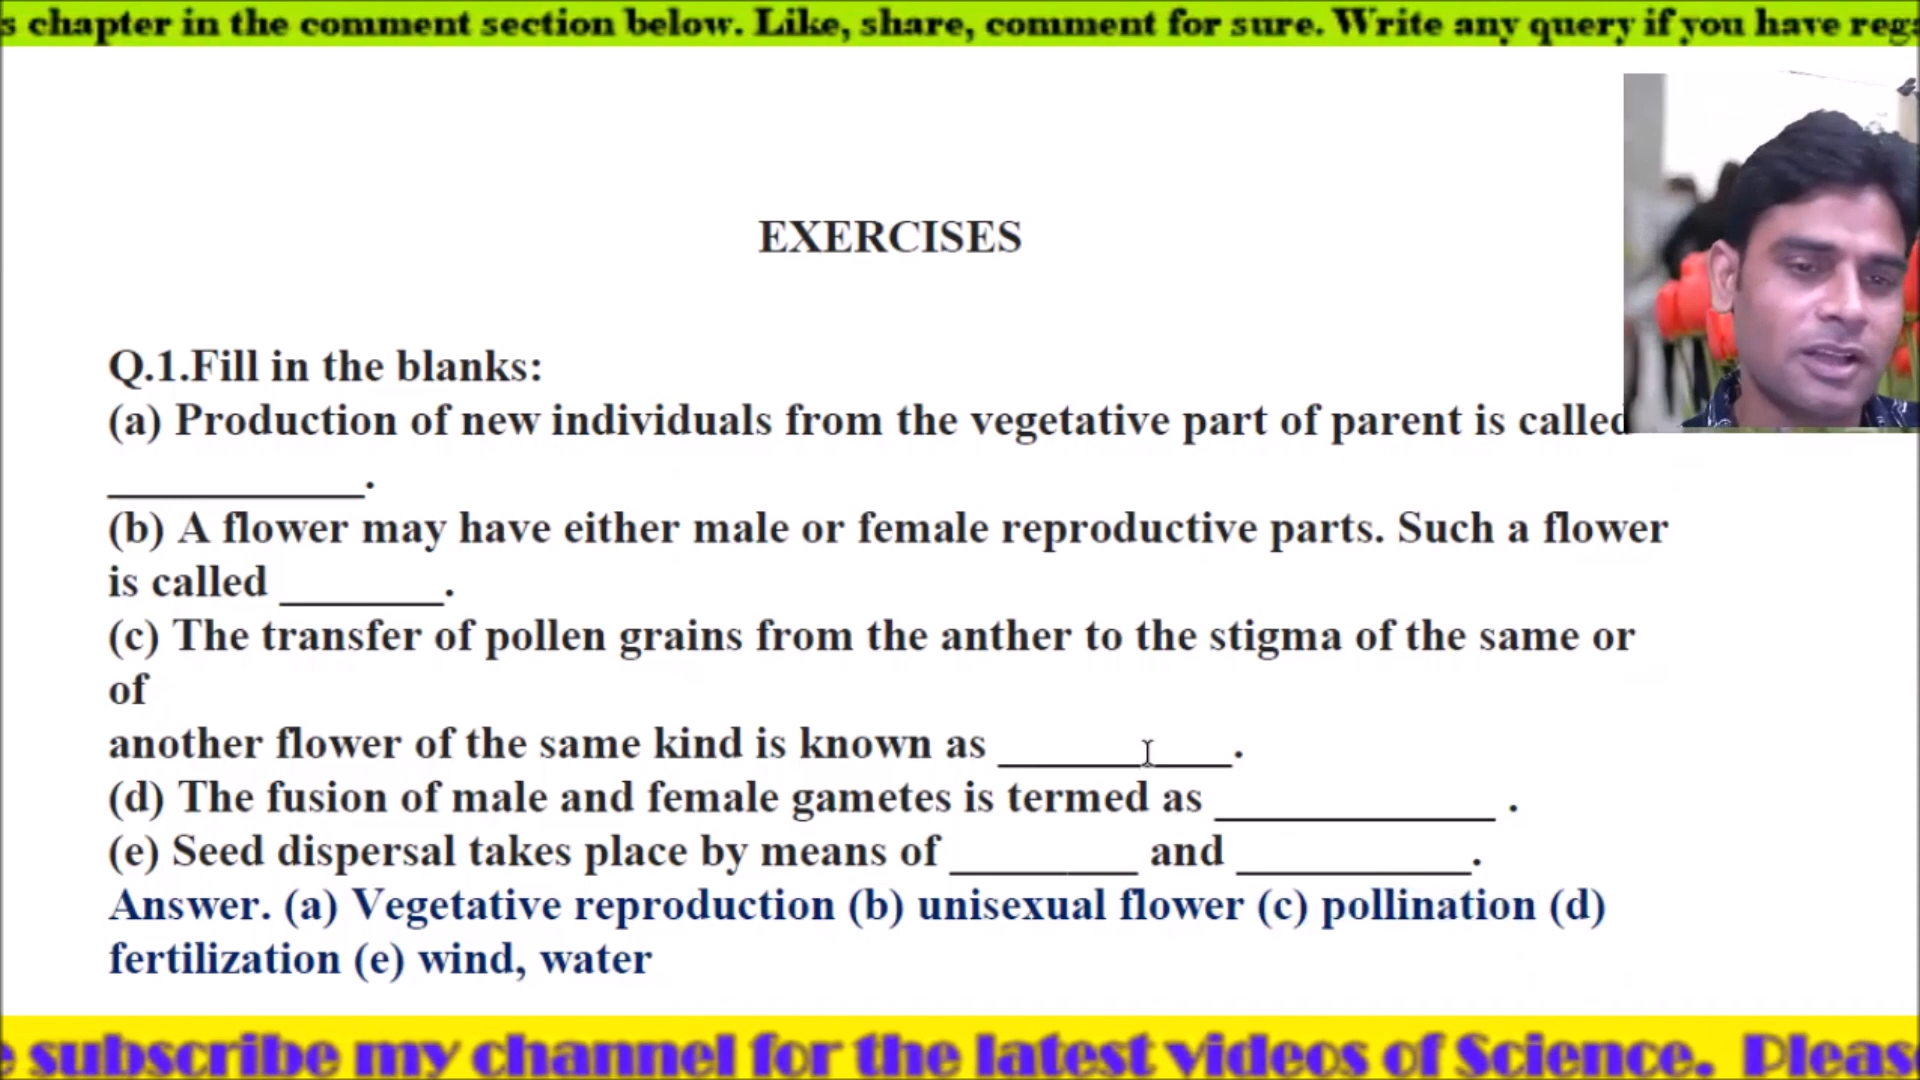 s chapter in the comment section below. Like, share, comment for sure. Write any query if you have
EXERCISES
Q.1.Fill in the blanks:
(a) Production of new individuals from the vegetative part of parent is called
___________.
(b) A flower may have either male or female reproductive parts. Such a flower
is called _______.
(c) The transfer of pollen grains from the anther to the stigma of the same or
of
another flower of the same kind is known as __________.
(d) The fusion of male and female gametes is termed as ____________ .
(e) Seed dispersal takes place by means of ________ and __________.
Answer. (a) Vegetative reproduction (b) unisexual flower (c) pollination (d)
fertilization (e) wind, water
e subscribe my channel for the latest videos of Science. Pleas